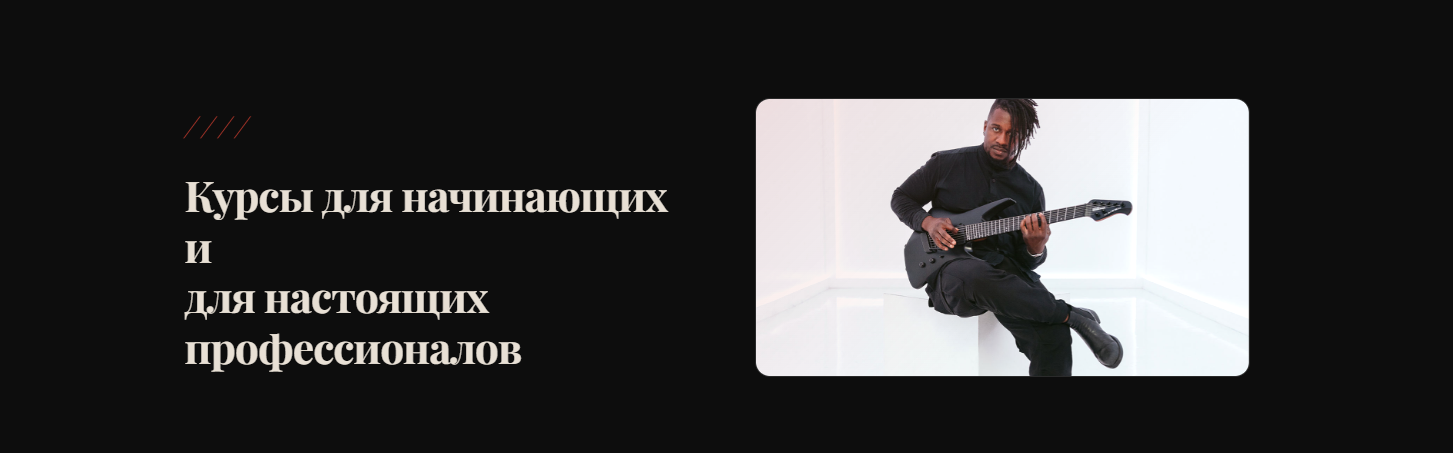 Курсы для начинающих
и
для настоящих
профессионалов